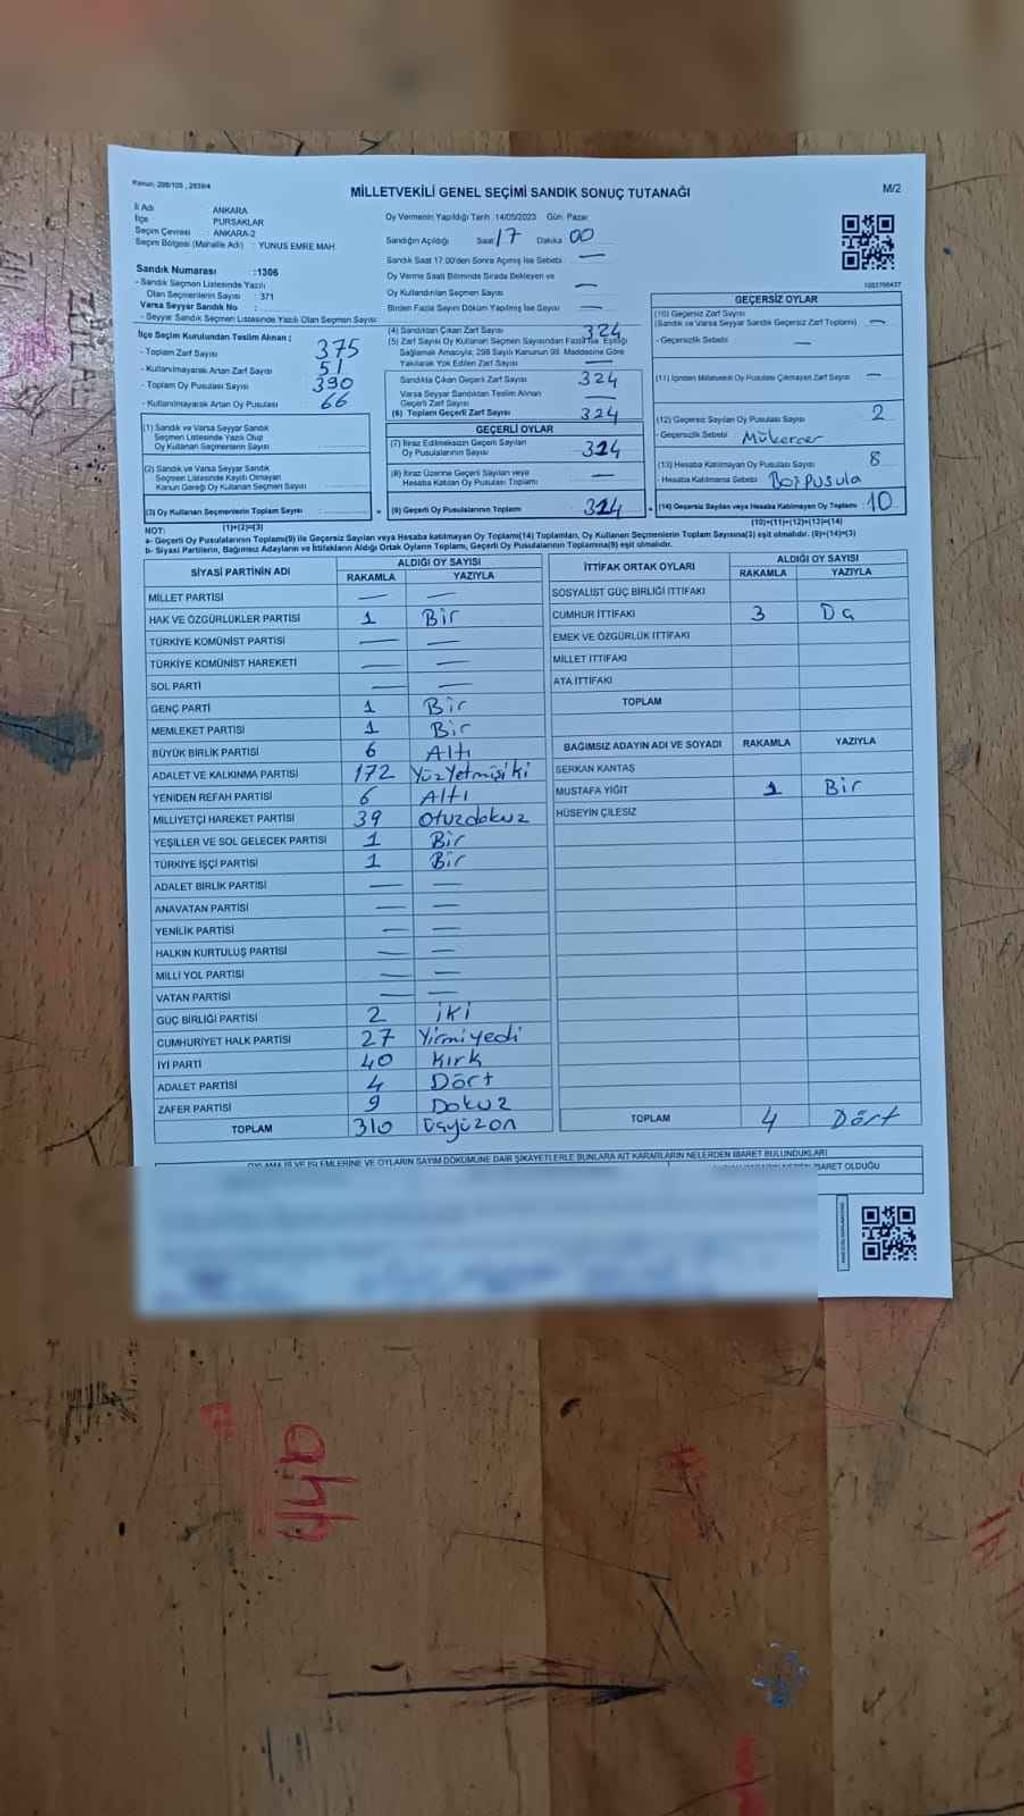 Kanun: 298/105, 2839/4
MİLLETVEKİLİ GENEL SEÇİMİ SANDIK SONUÇ TUTANAĞI
M/2
İl Adı ANKARA
İlçe PURSAKLAR
Seçim Çevresi ANKARA-2
Seçim Bölgesi (Mahalle Adı) : YUNUS EMRE MAH.
Oy Vermenin Yapıldığı Tarih :14/05/2023 Gün: Pazar
Sandığın Açıldığı Saat 17 Dakika 00
Sandık Saat 17.00'den Sonra Açılmış İse Sebebi —
Oy Verme Saati Bitiminde Sırada Bekleyen ve
Oy Kullandırılan Seçmen Sayısı —
Birden Fazla Sayım Döküm Yapılmış İse Sayısı —
Sandık Numarası :1306
- Sandık Seçmen Listesinde Yazılı
Olan Seçmenlerin Sayısı : 371
Varsa Seyyar Sandık No :
- Seyyar Sandık Seçmen Listesinde Yazılı Olan Seçmen Sayısı:
İlçe Seçim Kurulundan Teslim Alınan ;
- Toplam Zarf Sayısı 375
- Kullanılmayarak Artan Zarf Sayısı 51
- Toplam Oy Pusulası Sayısı 390
- Kullanılmayarak Artan Oy Pusulası 66
(1) Sandık ve Varsa Seyyar Sandık
Seçmen Listesinde Yazılı Olup
Oy Kullanan Seçmenlerin Sayısı
(2) Sandık ve Varsa Seyyar Sandık
Seçmen Listesinde Kayıtlı Olmayan
Kanun Gereği Oy Kullanan Seçmen Sayısı
(3) Oy Kullanan Seçmenlerin Toplam Sayısı
(1)+(2)=(3)
(4) Sandıktan Çıkan Zarf Sayısı 324
(5) Zarf Sayısı Oy Kullanan Seçmen Sayısından Fazla İse, Eşitliği
Sağlamak Amacıyla; 298 Sayılı Kanunun 98. Maddesine Göre
Yakılarak Yok Edilen Zarf Sayısı —
Sandıkta Çıkan Geçerli Zarf Sayısı 324
Varsa Seyyar Sandıktan Teslim Alınan
Geçerli Zarf Sayısı —
(6) Toplam Geçerli Zarf Sayısı 324
GEÇERLİ OYLAR
(7) İtiraz Edilmeksizin Geçerli Sayılan
Oy Pusulalarının Sayısı 314
(8) İtiraz Üzerine Geçerli Sayılan veya
Hesaba Katılan Oy Pusulası Toplamı —
= (9) Geçerli Oy Pusulalarının Toplamı 314
1083766437
GEÇERSİZ OYLAR
(10) Geçersiz Zarf Sayısı
(Sandık ve Varsa Seyyar Sandık Geçersiz Zarf Toplamı) —
- Geçersizlik Sebebi —
(11) İçinden Milletvekili Oy Pusulası Çıkmayan Zarf Sayısı —
(12) Geçersiz Sayılan Oy Pusulası Sayısı 2
- Geçersizlik Sebebi Mükerrer
(13) Hesaba Katılmayan Oy Pusulası Sayısı 8
- Hesaba Katılmama Sebebi Boş pusula
+ (14) Geçersiz Sayılan veya Hesaba Katılmayan Oy Toplamı 10
(10)+(11)+(12)+(13)=(14)
NOT:
a- Geçerli Oy Pusulalarının Toplamı(9) ile Geçersiz Sayılan veya Hesaba katılmayan Oy Toplamı(14) Toplamları, Oy Kullanan Seçmenlerin Toplam Sayısına(3) eşit olmalıdır. (9)+(14)=(3)
b- Siyasi Partilerin, Bağımsız Adayların ve İttifakların Aldığı Ortak Oyların Toplamı, Geçerli Oy Pusulalarının Toplamına(9) eşit olmalıdır.
SİYASİ PARTİNİN ADI ALDIĞI OY SAYISI
RAKAMLA YAZIYLA
MİLLET PARTİSİ — —
HAK VE ÖZGÜRLÜKLER PARTİSİ 1 Bir
TÜRKİYE KOMÜNİST PARTİSİ — —
TÜRKİYE KOMÜNİST HAREKETİ — —
SOL PARTİ — —
GENÇ PARTİ 1 Bir
MEMLEKET PARTİSİ 1 Bir
BÜYÜK BİRLİK PARTİSİ 6 Altı
ADALET VE KALKINMA PARTİSİ 172 Yüzyetmişiki
YENİDEN REFAH PARTİSİ 6 Altı
MİLLİYETÇİ HAREKET PARTİSİ 39 Otuzdokuz
YEŞİLLER VE SOL GELECEK PARTİSİ 1 Bir
TÜRKİYE İŞÇİ PARTİSİ 1 Bir
ADALET BİRLİK PARTİSİ — —
ANAVATAN PARTİSİ — —
YENİLİK PARTİSİ — —
HALKIN KURTULUŞ PARTİSİ — —
MİLLİ YOL PARTİSİ — —
VATAN PARTİSİ — —
GÜÇ BİRLİĞİ PARTİSİ 2 iki
CUMHURİYET HALK PARTİSİ 27 Yirmiyedi
İYİ PARTİ 40 Kırk
ADALET PARTİSİ 4 Dört
ZAFER PARTİSİ 9 Dokuz
TOPLAM 310 Üçyüzon
İTTİFAK ORTAK OYLARI ALDIĞI OY SAYISI
RAKAMLA YAZIYLA
SOSYALİST GÜÇ BİRLİĞİ İTTİFAKI
CUMHUR İTTİFAKI 3
EMEK VE ÖZGÜRLÜK İTTİFAKI
MİLLET İTTİFAKI
ATA İTTİFAKI
TOPLAM
BAĞIMSIZ ADAYIN ADI VE SOYADI RAKAMLA YAZIYLA
SERKAN KANTAŞ
MUSTAFA YİĞİT 1 Bir
HÜSEYİN ÇİLESİZ
TOPLAM 4 Dört
OYLAMA İŞ VE İŞLEMLERİNE VE OYLARIN SAYIM DÖKÜMÜNE DAİR ŞİKAYETLERLE BUNLARA AİT KARARLARIN NELERDEN İBARET BULUNDUKLARI
İBARET OLDUĞU
ahh